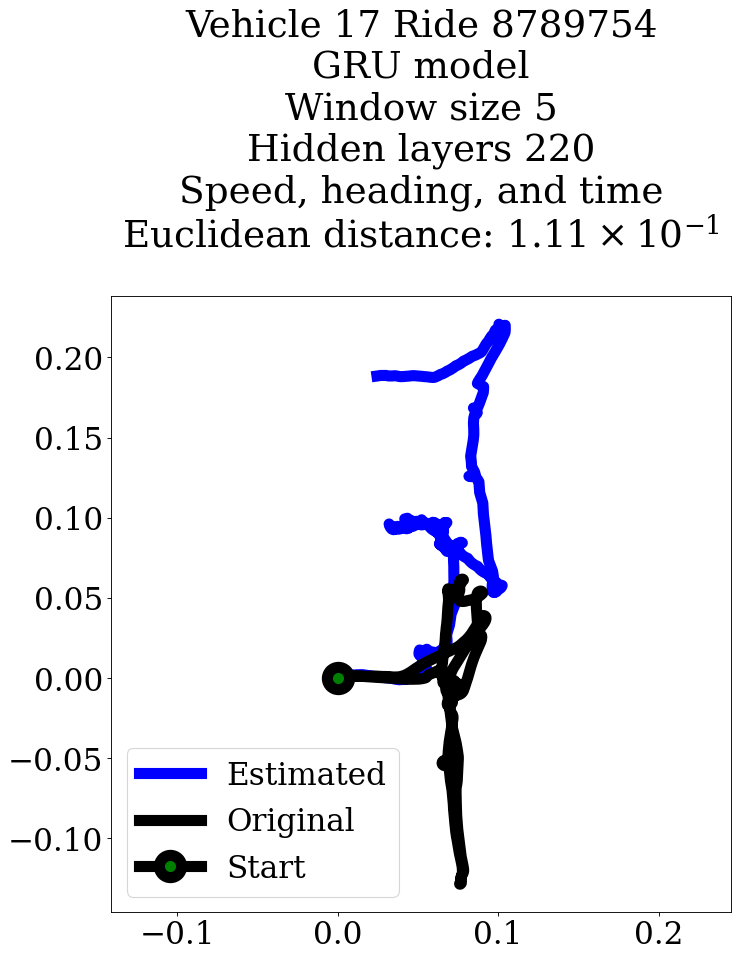 Vehicle 17 Ride 8789754
GRU model
Window size 5
Hidden layers 220
Speed, heading, and time
Euclidean distance: 1.11 × 10⁻¹
0.20
0.15
0.10
0.05
0.00
−0.05
−0.10
Estimated
Original
Start
−0.1 0.0 0.1 0.2